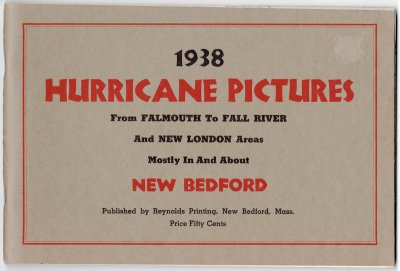 1938
HURRICANE PICTURES
From FALMOUTH To FALL RIVER
And NEW LONDON Areas
Mostly In And About
NEW BEDFORD
Published by Reynolds Printing, New Bedford, Mass.
Price Fifty Cents